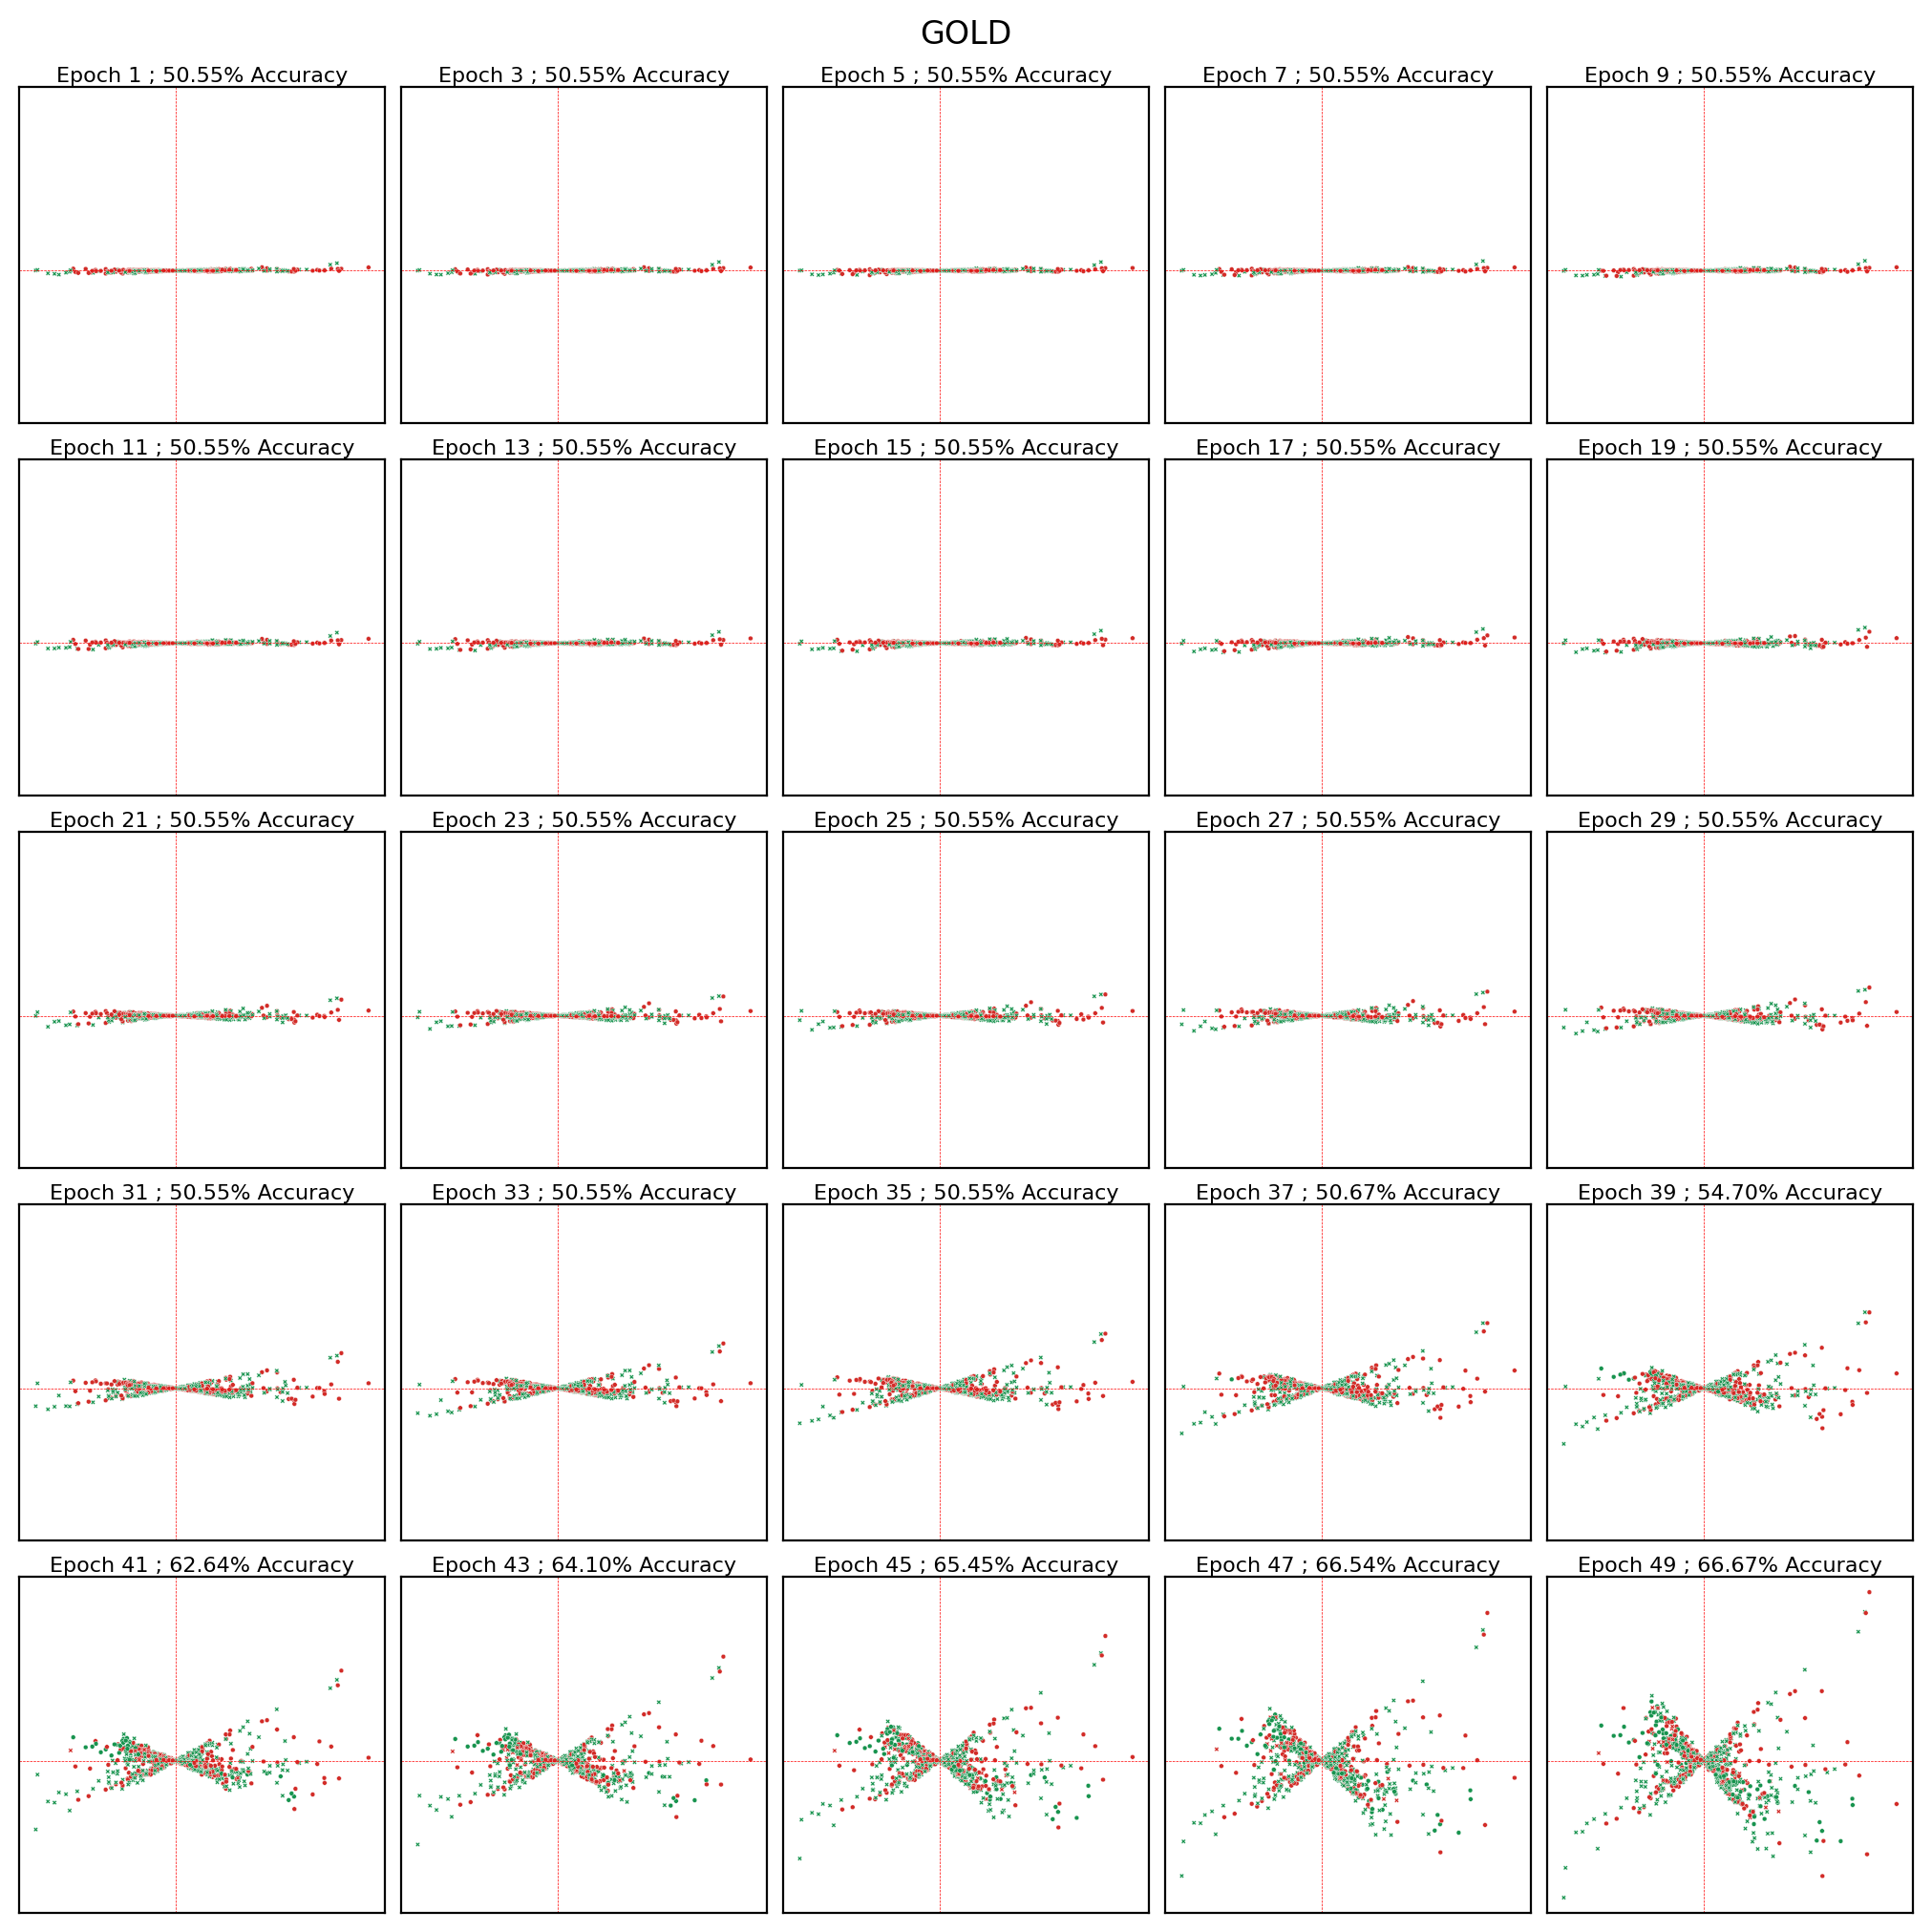 GOLD
Epoch 1 ; 50.55% Accuracy
Epoch 3 ; 50.55% Accuracy
Epoch 5 ; 50.55% Accuracy
Epoch 7 ; 50.55% Accuracy
Epoch 9 ; 50.55% Accuracy
Epoch 11 ; 50.55% Accuracy
Epoch 13 ; 50.55% Accuracy
Epoch 15 ; 50.55% Accuracy
Epoch 17 ; 50.55% Accuracy
Epoch 19 ; 50.55% Accuracy
Epoch 21 ; 50.55% Accuracy
Epoch 23 ; 50.55% Accuracy
Epoch 25 ; 50.55% Accuracy
Epoch 27 ; 50.55% Accuracy
Epoch 29 ; 50.55% Accuracy
Epoch 31 ; 50.55% Accuracy
Epoch 33 ; 50.55% Accuracy
Epoch 35 ; 50.55% Accuracy
Epoch 37 ; 50.67% Accuracy
Epoch 39 ; 54.70% Accuracy
Epoch 41 ; 62.64% Accuracy
Epoch 43 ; 64.10% Accuracy
Epoch 45 ; 65.45% Accuracy
Epoch 47 ; 66.54% Accuracy
Epoch 49 ; 66.67% Accuracy